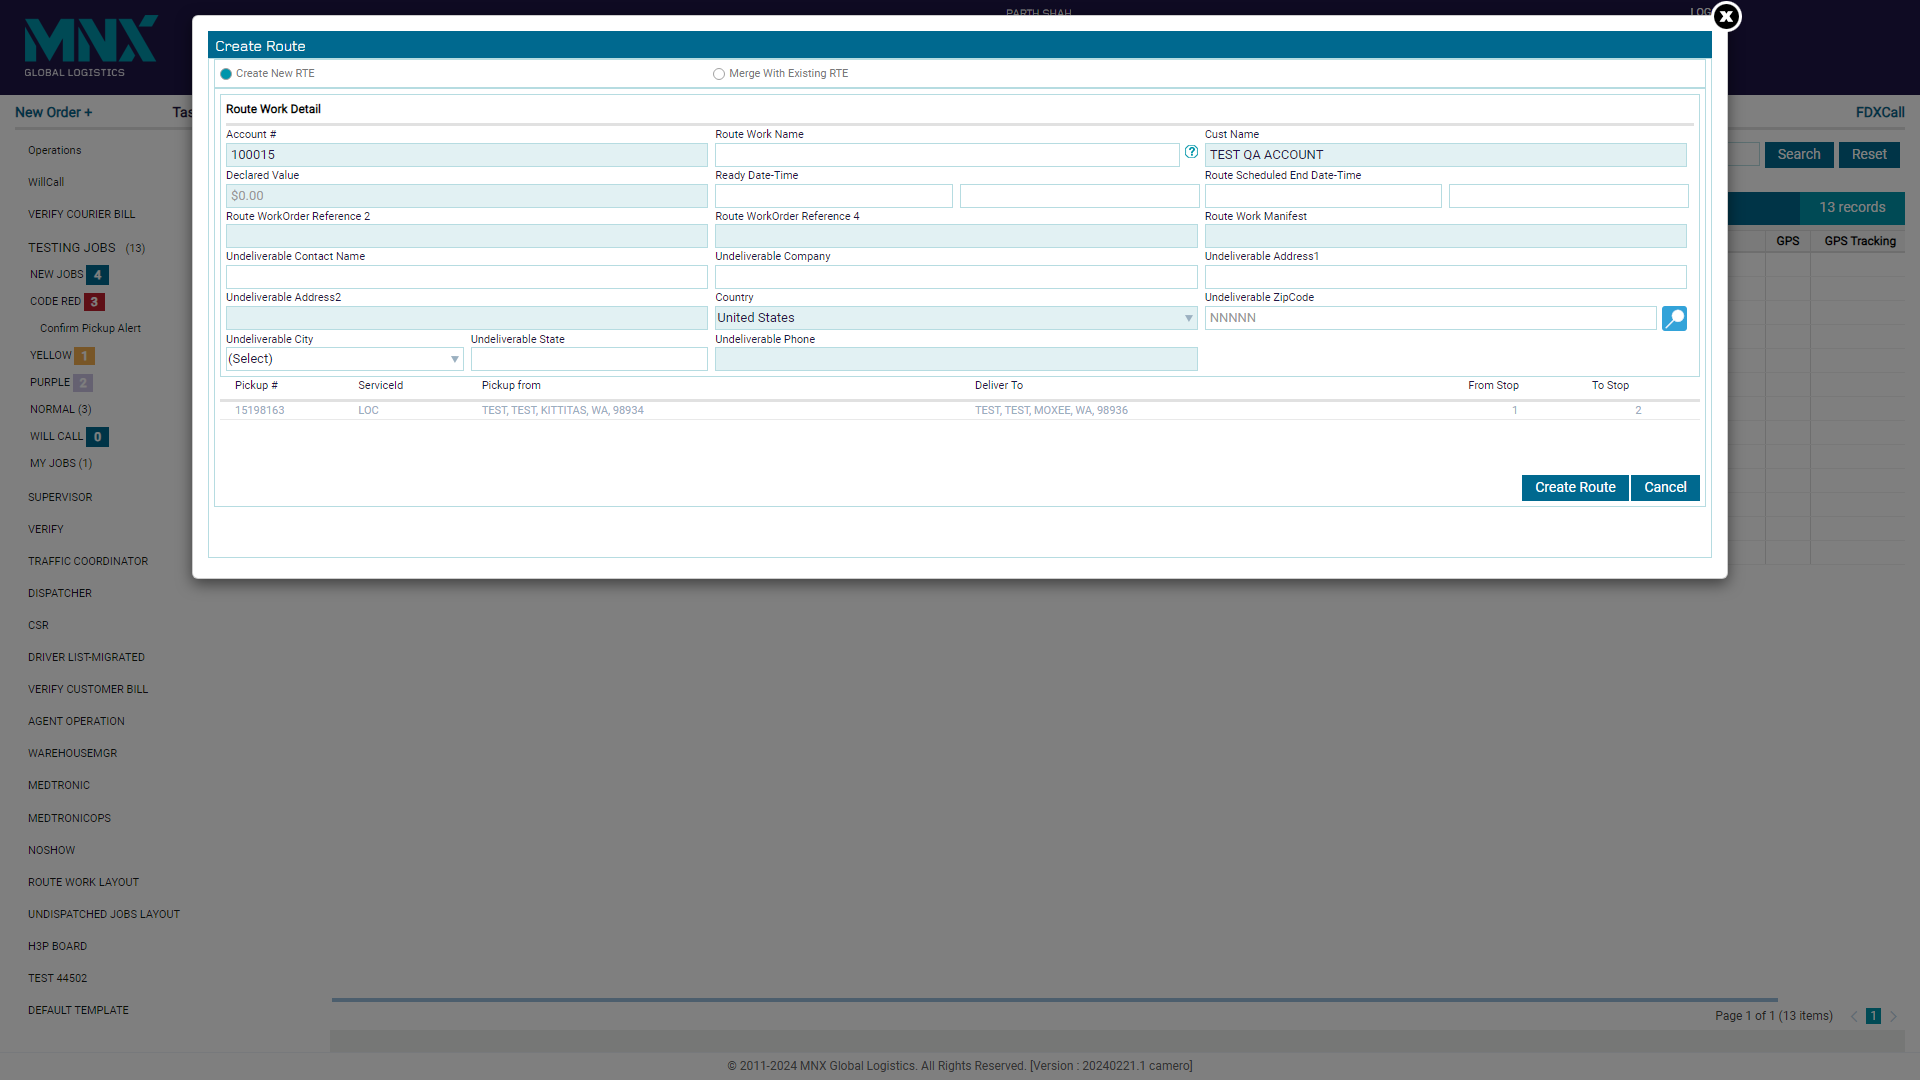 MNX
GLOBAL LOGISTICS
PARTH SHAH
LOG
X
New Order +
Tas
FDXCall
Operations
WillCall
VERIFY COURIER BILL
TESTING JOBS (13)
NEW JOBS 4
CODE RED 3
Confirm Pickup Alert
YELLOW 1
PURPLE 2
NORMAL (3)
WILL CALL 0
MY JOBS (1)
SUPERVISOR
VERIFY
TRAFFIC COORDINATOR
DISPATCHER
CSR
DRIVER LIST-MIGRATED
VERIFY CUSTOMER BILL
AGENT OPERATION
WAREHOUSEMGR
MEDTRONIC
MEDTRONICOPS
NOSHOW
ROUTE WORK LAYOUT
UNDISPATCHED JOBS LAYOUT
H3P BOARD
TEST 44502
DEFAULT TEMPLATE
Create Route
Create New RTE Merge With Existing RTE
Route Work Detail
Account # Route Work Name Cust Name
100015 ? TEST QA ACCOUNT
Declared Value Ready Date-Time Route Scheduled End Date-Time
$0.00
Route WorkOrder Reference 2 Route WorkOrder Reference 4 Route Work Manifest
Undeliverable Contact Name Undeliverable Company Undeliverable Address1
Undeliverable Address2 Country Undeliverable ZipCode
United States NNNNN
Undeliverable City Undeliverable State Undeliverable Phone
(Select)
Pickup # ServiceId Pickup from Deliver To From Stop To Stop
15198163 LOC TEST, TEST, KITTITAS, WA, 98934 TEST, TEST, MOXEE, WA, 98936 1 2
Create Route Cancel
Search Reset
13 records
GPS GPS Tracking
Page 1 of 1 (13 items) 1
© 2011-2024 MNX Global Logistics. All Rights Reserved. [Version : 20240221.1 camero]